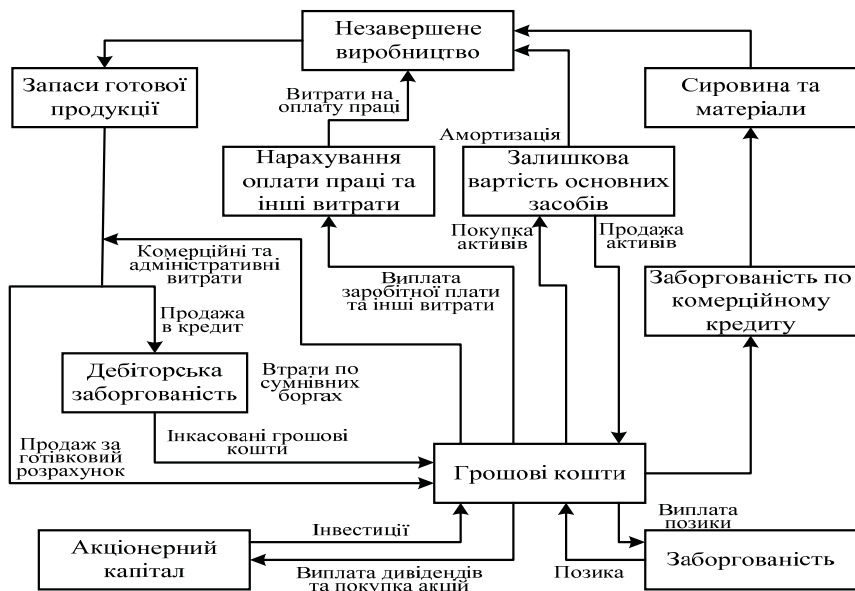 Незавершене
виробництво
Запаси готової
продукції
Витрати на
оплату праці
Сировина та
матеріали
Амортизація
Нарахування
оплати праці та
інші витрати
Залишкова
вартість основних
засобів
Покупка
активів
Продажа
активів
Комерційні та
адміністративні
витрати
Виплата
заробітної плати
та інші витрати
Заборгованість по
комерційному
кредиту
Продажа
в кредит
Дебіторська
заборгованість
Втрати по
сумнівних
боргах
Продаж за
готівковий
розрахунок
Інкасовані грошові
кошти
Грошові кошти
Інвестиції
Виплата
позики
Акціонерний
капітал
Виплата дивідендів
та покупка акцій
Позика
Заборгованість